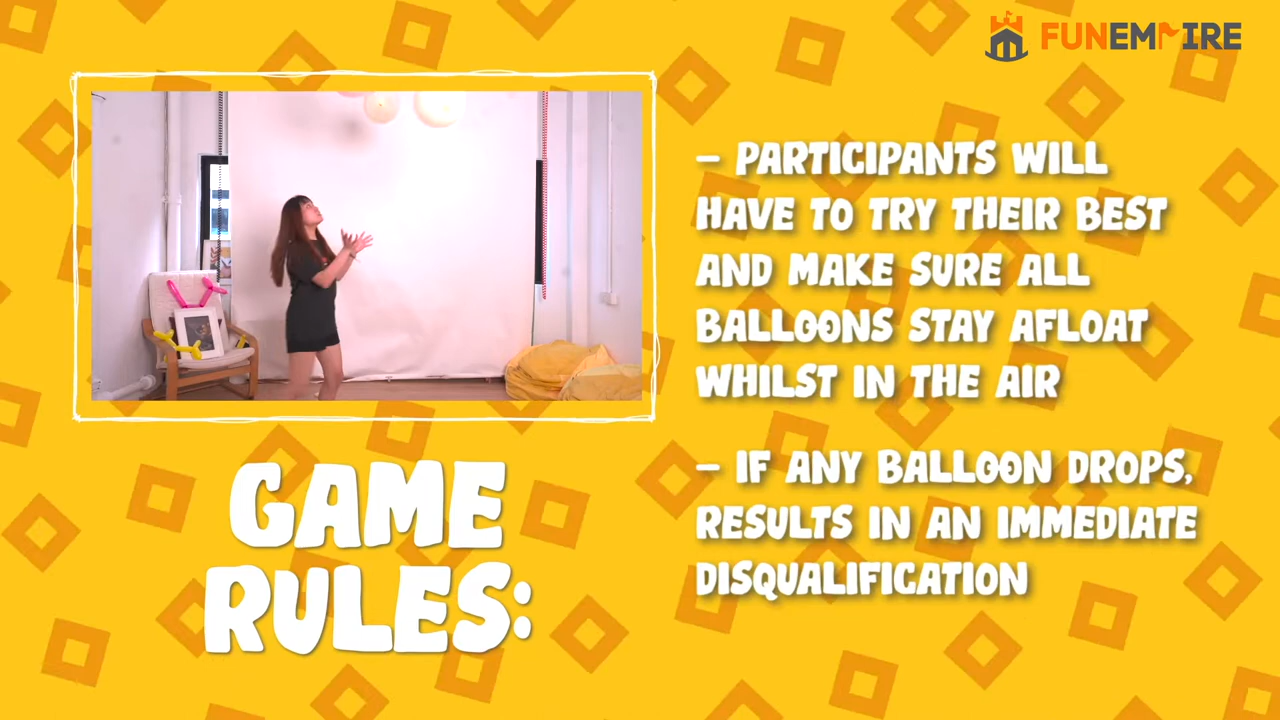 FUNEMPIRE
– PARTICIPANTS WILL
HAVE TO TRY THEIR BEST
AND MAKE SURE ALL
BALLOONS STAY AFLOAT
WHILST IN THE AIR
– IF ANY BALLOON DROPS,
RESULTS IN AN IMMEDIATE
DISQUALIFICATION
GAME
RULES: